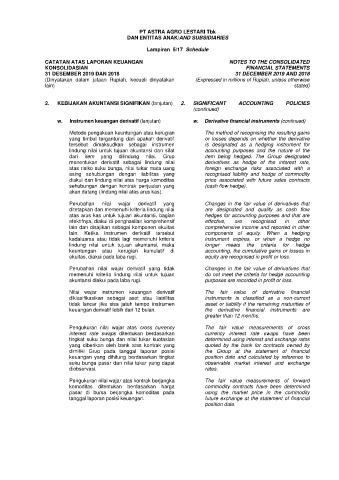 PT ASTRA AGRO LESTARI Tbk
DAN ENTITAS ANAK/AND SUBSIDIARIES
Lampiran 5/17 Schedule
CATATAN ATAS LAPORAN KEUANGAN
KONSOLIDASIAN
31 DESEMBER 2019 DAN 2018
(Dinyatakan dalam jutaan Rupiah, kecuali dinyatakan
lain)
NOTES TO THE CONSOLIDATED
FINANCIAL STATEMENTS
31 DECEMBER 2019 AND 2018
(Expressed in millions of Rupiah, unless otherwise
stated)
2. KEBIJAKAN AKUNTANSI SIGNIFIKAN (lanjutan)
2. SIGNIFICANT ACCOUNTING POLICIES
(continued)
w. Instrumen keuangan derivatif (lanjutan)
Metode pengakuan keuntungan atau kerugian
yang timbul tergantung dari apakah derivatif
tersebut dimaksudkan sebagai instrumen
lindung nilai untuk tujuan akuntansi dan sifat
dari item yang dilindungi nilai. Grup
menentukan derivatif sebagai lindung nilai
atas risiko suku bunga, nilai tukar mata uang
asing sehubungan dengan liabilitas yang
diakui dan lindung nilai atas harga komoditas
sehubungan dengan kontrak penjualan yang
akan datang (lindung nilai atas arus kas).
Perubahan nilai wajar derivatif yang
ditetapkan dan memenuhi kriteria lindung nilai
atas arus kas untuk tujuan akuntansi, bagian
efektifnya, diakui di penghasilan komprehensif
lain dan disajikan sebagai komponen ekuitas
lain. Ketika instrumen derivatif tersebut
kadaluarsa atau tidak lagi memenuhi kriteria
lindung nilai untuk tujuan akuntansi, maka
keuntungan atau kerugian kumulatif di
ekuitas, diakui pada laba rugi.
Perubahan nilai wajar derivatif yang tidak
memenuhi kriteria lindung nilai untuk tujuan
akuntansi diakui pada laba rugi.
Nilai wajar instrumen keuangan derivatif
diklasifikasikan sebagai aset atau liabilitas
tidak lancar jika sisa jatuh tempo instrumen
keuangan derivatif lebih dari 12 bulan.
Pengukuran nilai wajar atas cross currency
interest rate swaps ditentukan berdasarkan
tingkat suku bunga dan nilai tukar kuotasian
yang diberikan oleh bank atas kontrak yang
dimiliki Grup pada tanggal laporan posisi
keuangan yang dihitung berdasarkan tingkat
suku bunga pasar dan nilai tukar yang dapat
diobservasi.
Pengukuran nilai wajar atas kontrak berjangka
komoditas ditentukan berdasarkan harga
pasar di bursa berjangka komoditas pada
tanggal laporan posisi keuangan.
w. Derivative financial instruments (continued)
The method of recognising the resulting gains
or losses depends on whether the derivative
is designated as a hedging instrument for
accounting purposes and the nature of the
item being hedged. The Group designated
derivatives as hedge of the interest rate,
foreign exchange risks associated with
recognised liability and hedge of commodity
price associated with future sales contracts
(cash flow hedge).
Changes in the fair value of derivatives that
are designated and qualify as cash flow
hedges for accounting purposes and that are
effective, are recognised in other
comprehensive income and reported in other
components of equity. When a hedging
instrument expires, or when a hedge no
longer meets the criteria for hedge
accounting, the cumulative gains or losses in
equity are recognised in profit or loss.
Changes in the fair value of derivatives that
do not meet the criteria for hedge accounting
purposes are recorded in profit or loss.
The fair value of derivative financial
instruments is classified as a non-current
asset or liability if the remaining maturities of
the derivative financial instruments are
greater than 12 months.
The fair value measurements of cross
currency interest rate swaps have been
determined using interest and exchange rates
quoted by the bank for contracts owned by
the Group at the statement of financial
position date and calculated by reference to
observable market interest and exchange
rates.
The fair value measurements of forward
commodity contracts have been determined
using the market price in the commodity
future exchange at the statement of financial
position date.